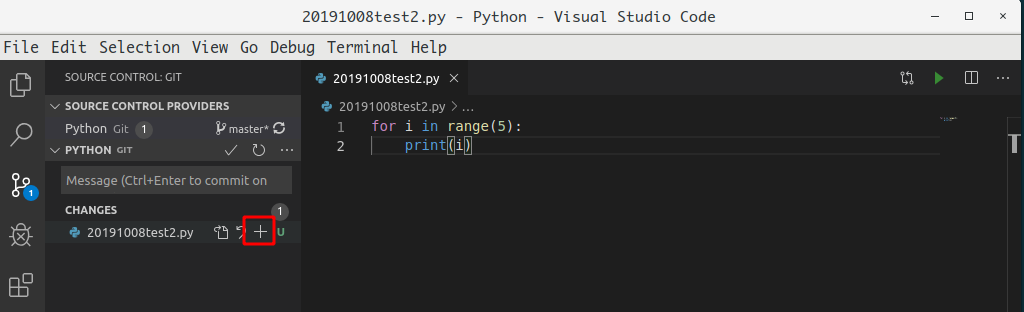 20191008test2.py - Python - Visual Studio Code
File Edit Selection View Go Debug Terminal Help
SOURCE CONTROL: GIT
SOURCE CONTROL PROVIDERS
Python Git 1 master*
PYTHON GIT
Message (Ctrl+Enter to commit on
CHANGES 1
20191008test2.py U
1
20191008test2.py
20191008test2.py > ...
1 for i in range(5):
2 print(i)